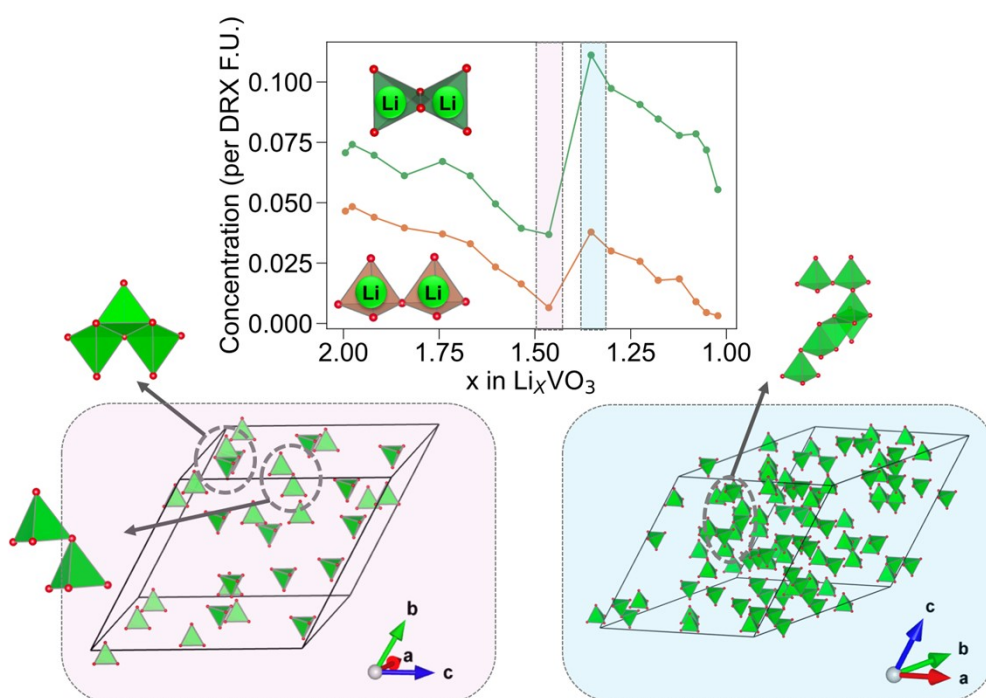 Concentration (per DRX F.U.)
0.100
0.075
0.050
0.025
0.000
Li Li
Li Li
2.00 1.75 1.50 1.25 1.00
x in LiₓVO₃
b
a
c
c
b
a